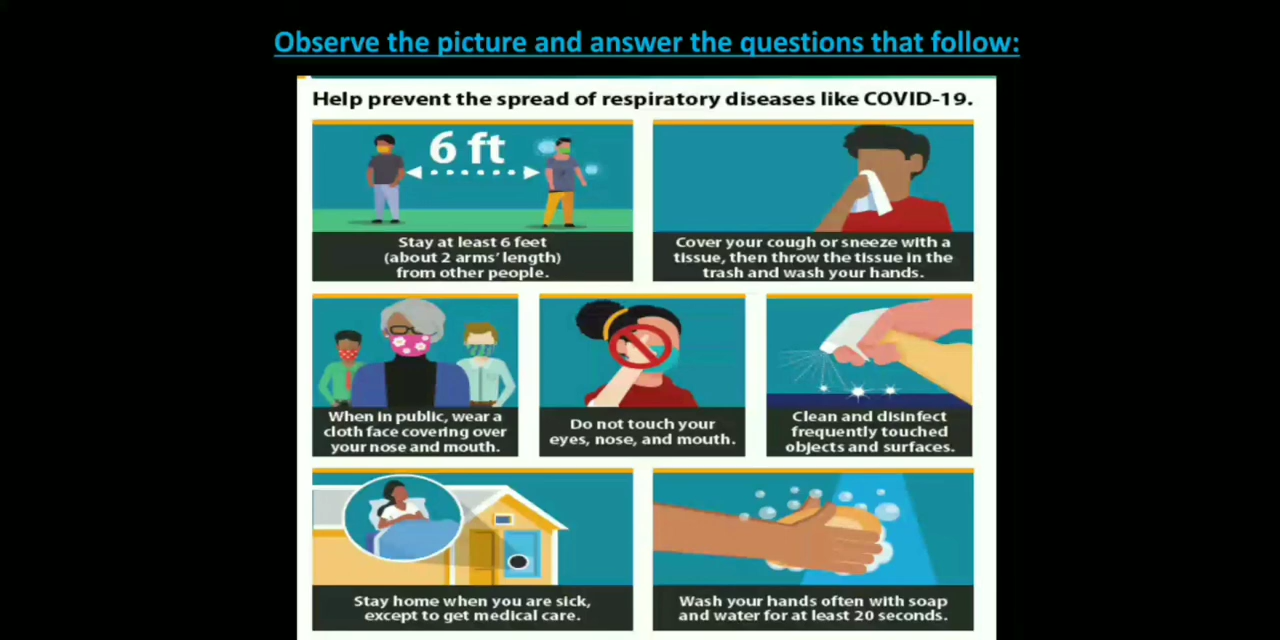 Observe the picture and answer the questions that follow:
Help prevent the spread of respiratory diseases like COVID-19.
6 ft
Stay at least 6 feet
(about 2 arms’ length)
from other people.
Cover your cough or sneeze with a
tissue, then throw the tissue in the
trash and wash your hands.
When in public, wear a
cloth face covering over
your nose and mouth.
Do not touch your
eyes, nose, and mouth.
Clean and disinfect
frequently touched
objects and surfaces.
Stay home when you are sick,
except to get medical care.
Wash your hands often with soap
and water for at least 20 seconds.